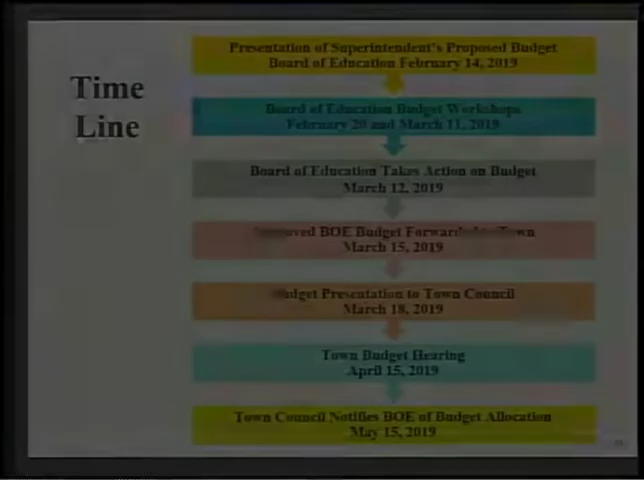 Time
Line
Presentation of Superintendent's Proposed Budget
Board of Education February 14, 2019
Board of Education Budget Workshops
February 20 and March 11, 2019
Board of Education Takes Action on Budget
March 12, 2019
BOE Budget Forwarded to Town
March 15, 2019
Budget Presentation to Town Council
March 18, 2019
Town Budget Hearing
April 15, 2019
Town Council Notifies BOE of Budget Allocation
May 15, 2019